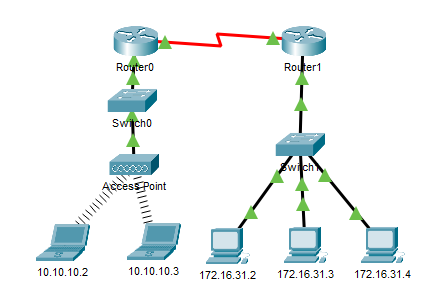 Router0
Router1
Switch0
Switch1
Access Point
10.10.10.2
10.10.10.3
172.16.31.2
172.16.31.3
172.16.31.4